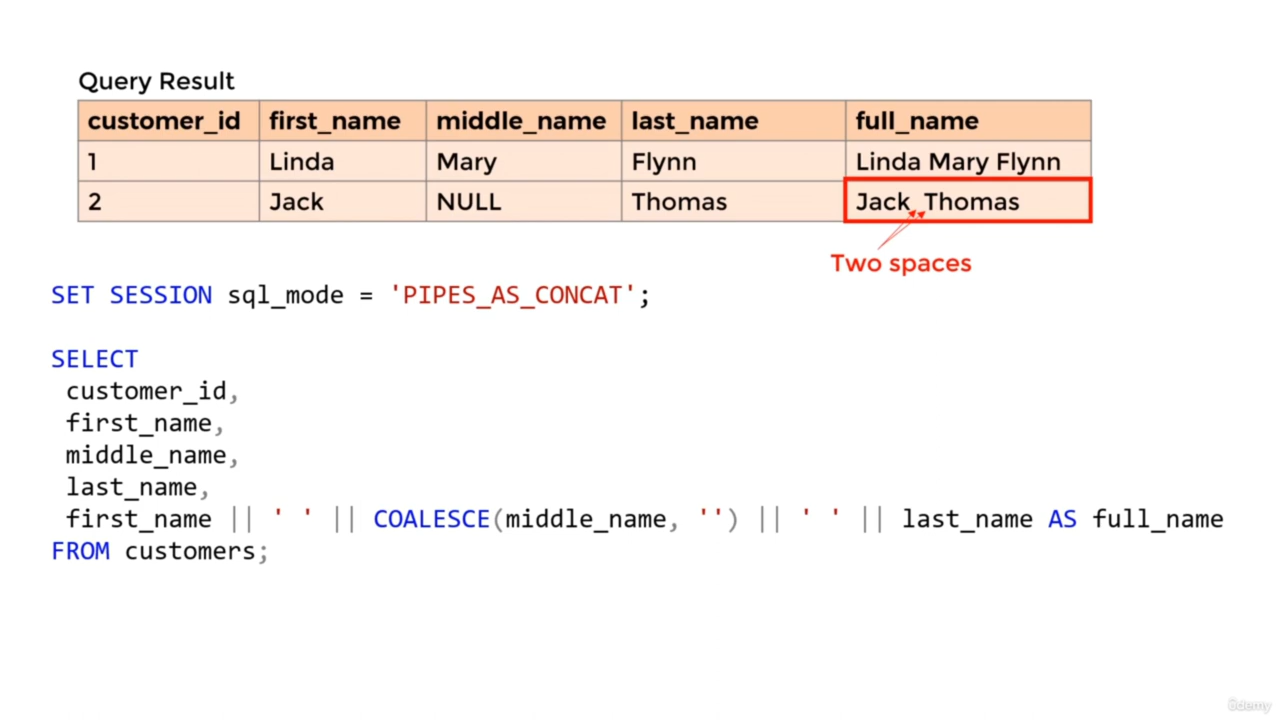 Query Result
customer_id first_name middle_name last_name full_name
1 Linda Mary Flynn Linda Mary Flynn
2 Jack NULL Thomas Jack  Thomas
Two spaces
SET SESSION sql_mode = 'PIPES_AS_CONCAT';
SELECT
customer_id,
first_name,
middle_name,
last_name,
first_name || ' ' || COALESCE(middle_name, '') || ' ' || last_name AS full_name
FROM customers;
ûdemy